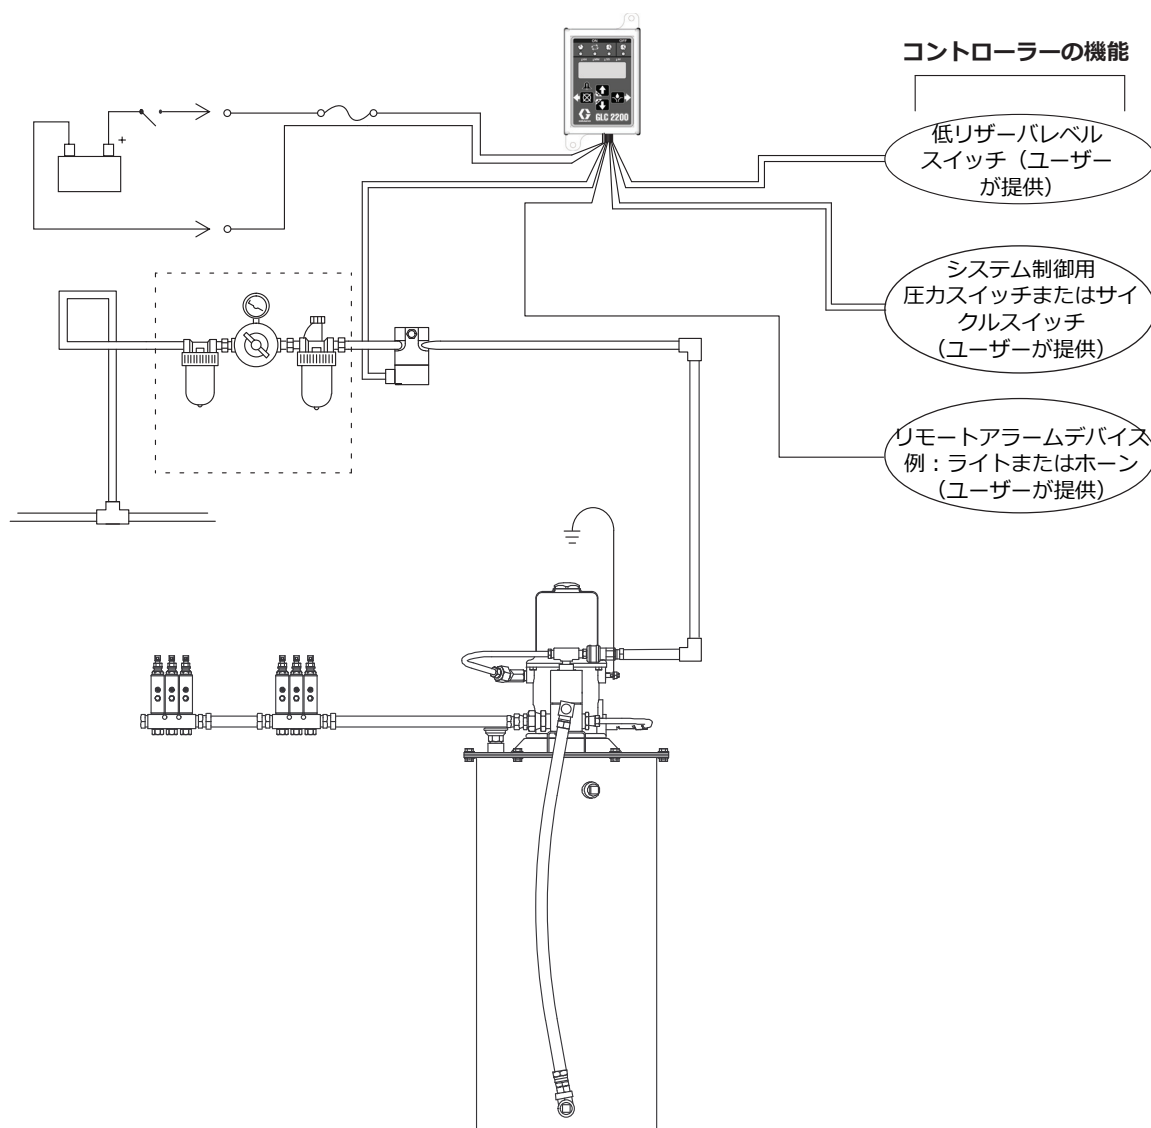 ON OFF
GLC 2200
コントローラーの機能
低リザーバレベル
スイッチ（ユーザー
が提供）
+
システム制御用
圧力スイッチまたはサイ
クルスイッチ
（ユーザーが提供）
リモートアラームデバイス
例：ライトまたはホーン
（ユーザーが提供）